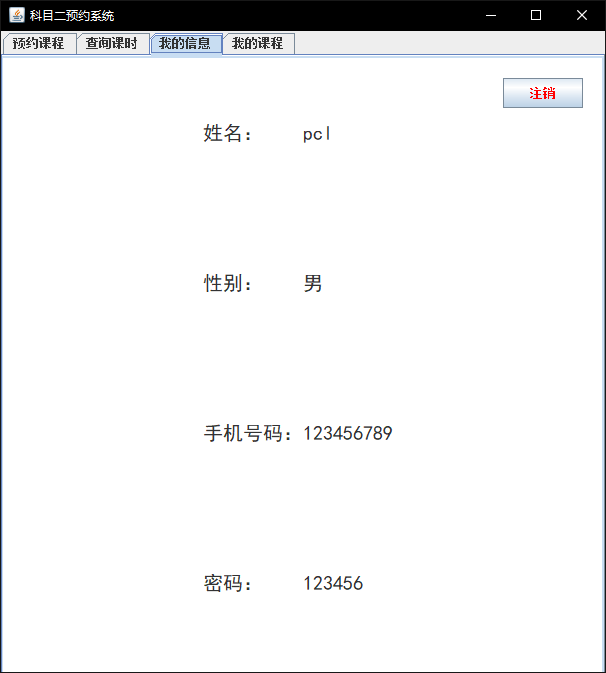 科目二预约系统
预约课程 查询课时 我的信息 我的课程
注销
姓名： pcl
性别： 男
手机号码：123456789
密码： 123456